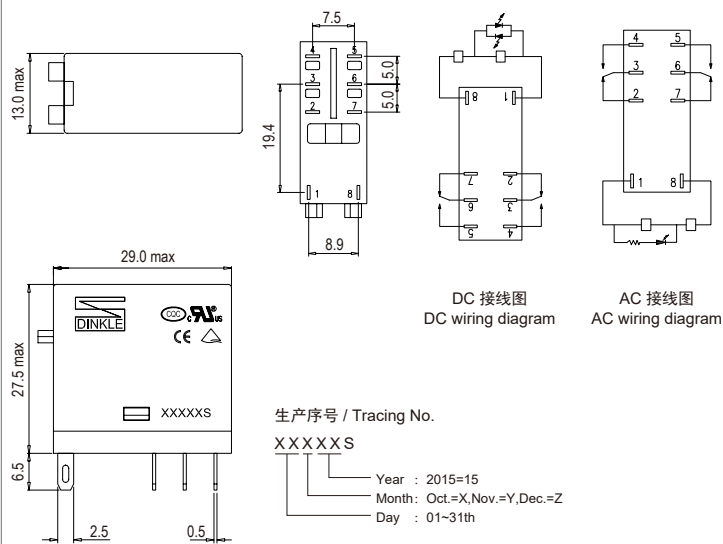 7.5
13.0 max
4 5
3 6
2 7
5.0
5.0
19.4
1 8
8.9
8 1
7 2
6 3
5 4
DC 接线图
DC wiring diagram
4 5
3 6
2 7
1 8
AC 接线图
AC wiring diagram
29.0 max
27.5 max
DINKLE
CQC
c RU® US
CE
XXXXXS
6.5
2.5
0.5
生产序号 / Tracing No.
XXXXXS
Year : 2015=15
Month: Oct.=X,Nov.=Y,Dec.=Z
Day : 01~31th